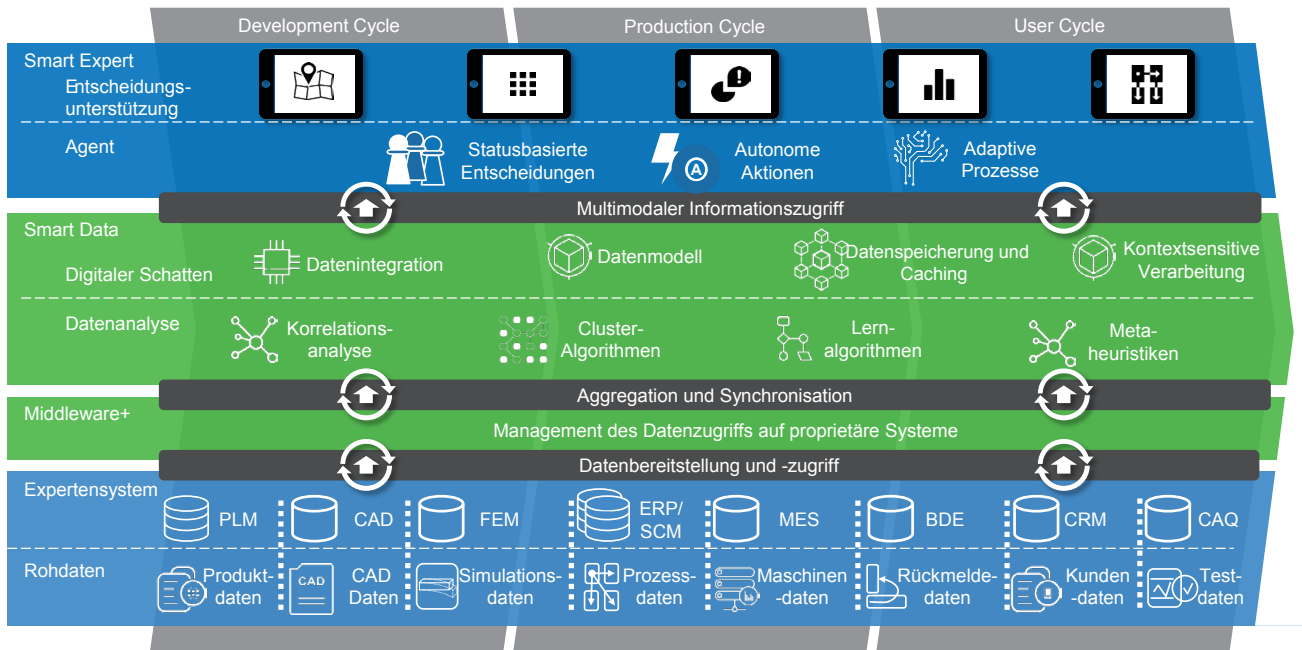 Development Cycle
Production Cycle
User Cycle
Smart Expert
Entscheidungs-
unterstützung
Agent
Statusbasierte
Entscheidungen
A
Autonome
Aktionen
Adaptive
Prozesse
Multimodaler Informationszugriff
Smart Data
Digitaler Schatten
Datenintegration
Datenmodell
Datenspeicherung und
Caching
Kontextsensitive
Verarbeitung
Datenanalyse
Korrelations-
analyse
Cluster-
Algorithmen
Lern-
algorithmen
Meta-
heuristiken
Aggregation und Synchronisation
Middleware+
Management des Datenzugriffs auf proprietäre Systeme
Datenbereitstellung und -zugriff
Expertensystem
PLM
CAD
FEM
ERP/
SCM
MES
BDE
CRM
CAQ
Rohdaten
Produkt-
daten
CAD
CAD
Daten
Simulations-
daten
Prozess-
daten
Maschinen
-daten
Rückmelde-
daten
Kunden
-daten
Test-
daten